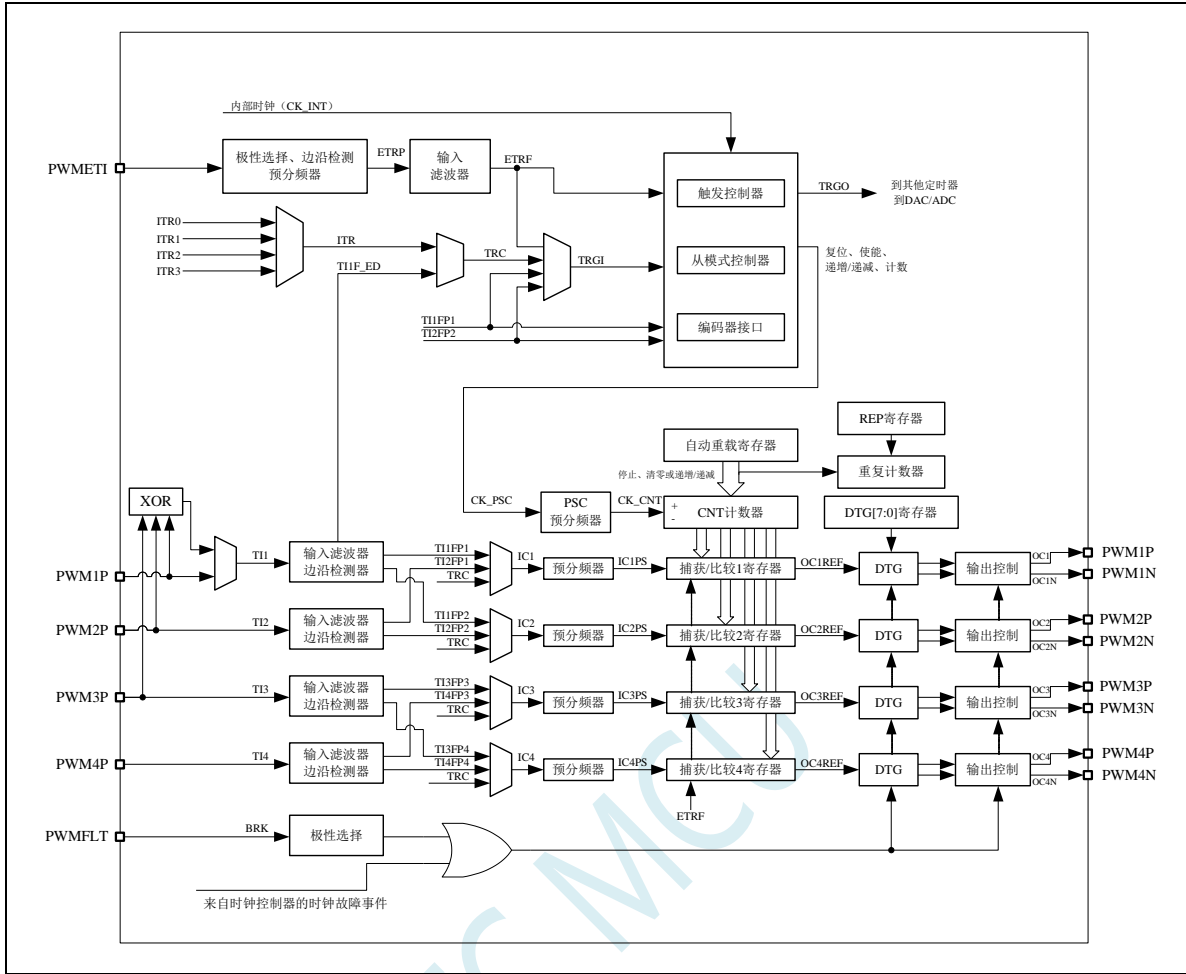 内部时钟（CK_INT）
PWMETI
极性选择、边沿检测
预分频器
ETRP
输入
滤波器
ETRF
触发控制器
TRGO
到其他定时器
到DAC/ADC
ITR0
ITR1
ITR2
ITR3
ITR
TI1F_ED
TRC
TRGI
从模式控制器
复位、使能、
递增/递减、计数
TI1FP1
TI2FP2
编码器接口
REP寄存器
自动重载寄存器
重复计数器
停止、清零或递增/递减
XOR
CK_PSC
PSC
预分频器
CK_CNT
+
-
CNT计数器
DTG[7:0]寄存器
PWM1P
TI1
输入滤波器
边沿检测器
TI1FP1
TI2FP1
TRC
IC1
预分频器
IC1PS
捕获/比较1寄存器
OC1REF
DTG
输出控制
OC1
OC1N
PWM1P
PWM1N
PWM2P
TI2
输入滤波器
边沿检测器
TI1FP2
TI2FP2
TRC
IC2
预分频器
IC2PS
捕获/比较2寄存器
OC2REF
DTG
输出控制
OC2
OC2N
PWM2P
PWM2N
PWM3P
TI3
输入滤波器
边沿检测器
TI3FP3
TI4FP3
TRC
IC3
预分频器
IC3PS
捕获/比较3寄存器
OC3REF
DTG
输出控制
OC3
OC3N
PWM3P
PWM3N
PWM4P
TI4
输入滤波器
边沿检测器
TI3FP4
TI4FP4
TRC
IC4
预分频器
IC4PS
捕获/比较4寄存器
OC4REF
DTG
输出控制
OC4
OC4N
PWM4P
PWM4N
ETRF
PWMFLT
BRK
极性选择
来自时钟控制器的时钟故障事件
MCU